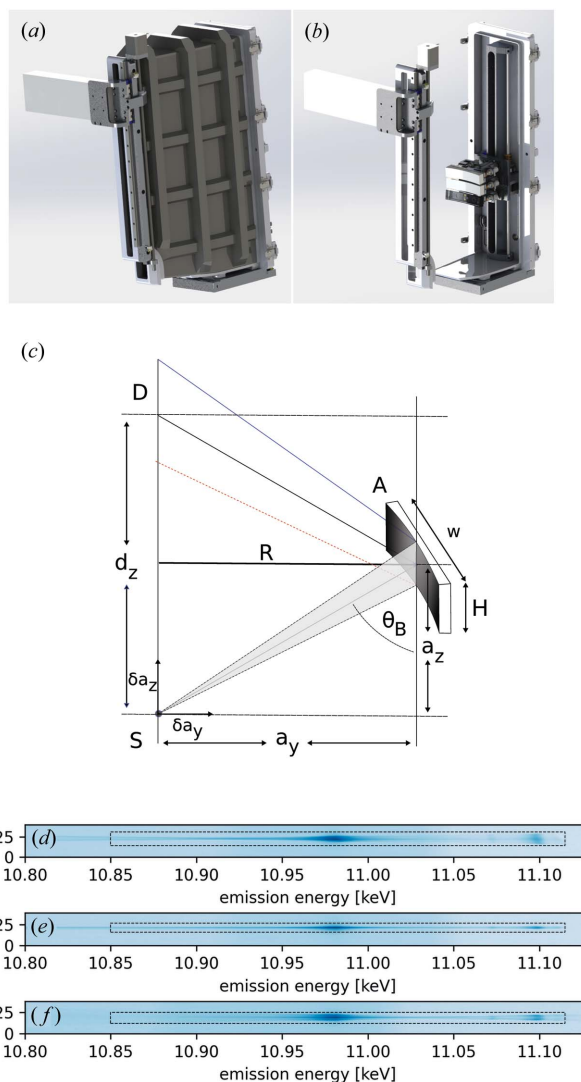 (a)
(b)
(c)
D
A
w
R
d_z
H
θ_B
a_z
δa_z
δa_y
S
a_y
25
(d)
0
10.80 10.85 10.90 10.95 11.00 11.05 11.10
emission energy [keV]
25
(e)
0
10.80 10.85 10.90 10.95 11.00 11.05 11.10
emission energy [keV]
25
(f)
0
10.80 10.85 10.90 10.95 11.00 11.05 11.10
emission energy [keV]